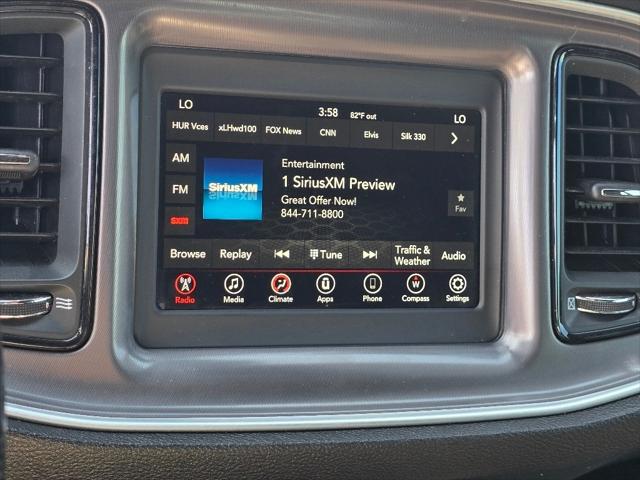 LO 3:58 82°F out LO
HUR Vces xLHwd100 FOX News CNN Elvis Silk 330
AM
FM
sxm
SiriusXM
Entertainment
1 SiriusXM Preview
Great Offer Now!
844-711-8800
Fav
Browse Replay Tune Traffic & Weather Audio
Radio Media Climate Apps Phone W Compass Settings